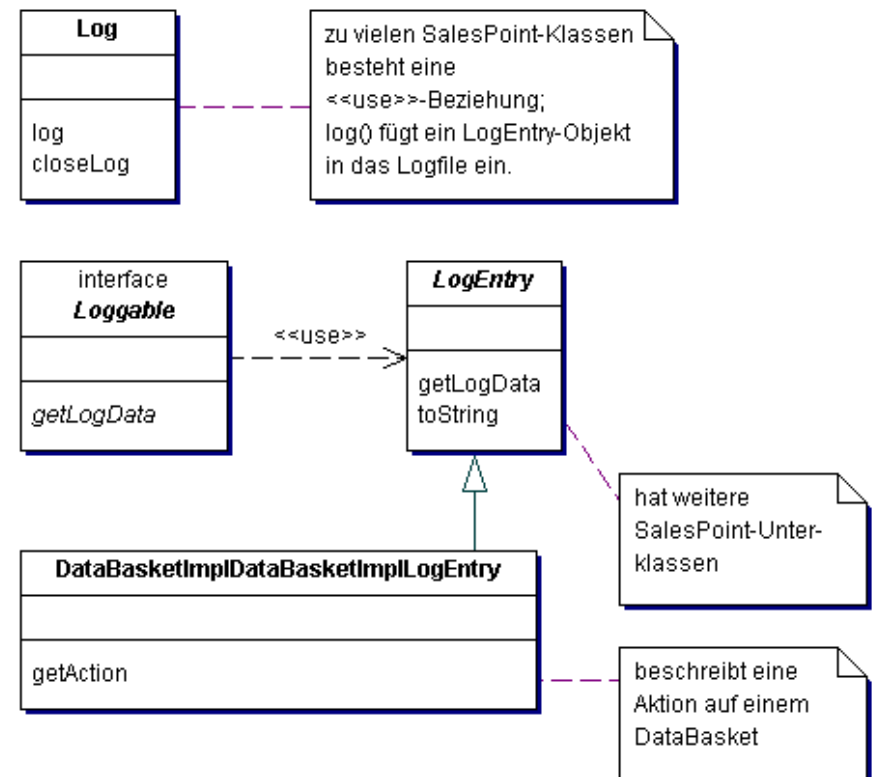 Log
log
closeLog
zu vielen SalesPoint-Klassen
besteht eine
<<use>>-Beziehung;
log() fügt ein LogEntry-Objekt
in das Logfile ein.
interface
Loggable
getLogData
<<use>>
LogEntry
getLogData
toString
hat weitere
SalesPoint-Unter-
klassen
DataBasketImplDataBasketImplLogEntry
getAction
beschreibt eine
Aktion auf einem
DataBasket